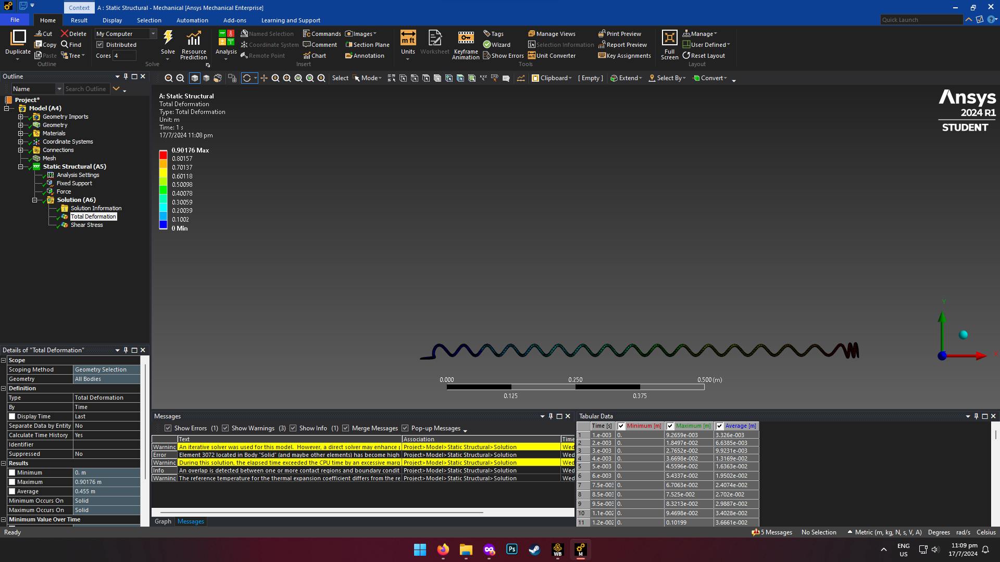 Context
A : Static Structural - Mechanical [Ansys Mechanical Enterprise]
File
Home
Result
Display
Selection
Automation
Add-ons
Learning and Support
Quick Launch
Duplicate
Cut
Copy
Paste
Delete
Find
Tree
Outline
My Computer
Distributed
Cores 4
Solve
Resource
Prediction
Solve
Analysis
Named Selection
Coordinate System
Remote Point
Commands
Comment
Chart
Images
Section Plane
Annotation
Insert
Units
Worksheet
Keyframe
Animation
Tags
Wizard
Show Errors
Manage Views
Selection Information
Unit Converter
Print Preview
Report Preview
Key Assignments
Tools
Full
Screen
Manage
User Defined
Reset Layout
Layout
Outline
Name
Search Outline
Select
Mode
Clipboard
[ Empty ]
Extend
Select By
Convert
Project*
Model (A4)
Geometry Imports
Geometry
Materials
Coordinate Systems
Connections
Mesh
Static Structural (A5)
Analysis Settings
Fixed Support
Force
Solution (A6)
Solution Information
Total Deformation
Shear Stress
A: Static Structural
Total Deformation
Type: Total Deformation
Unit: m
Time: 1 s
17/7/2024 11:08 pm
0.90176 Max
0.80157
0.70137
0.60118
0.50098
0.40078
0.30059
0.20039
0.1002
0 Min
Ansys
2024 R1
STUDENT
Y
X
0.000
0.250
0.500 (m)
0.125
0.375
Details of "Total Deformation"
Scope
Scoping Method Geometry Selection
Geometry All Bodies
Definition
Type Total Deformation
By Time
Display Time Last
Separate Data by Entity No
Calculate Time History Yes
Identifier
Suppressed No
Results
Minimum 0. m
Maximum 0.90176 m
Average 0.455 m
Minimum Occurs On Solid
Maximum Occurs On Solid
Minimum Value Over Time
Messages
Show Errors (1) Show Warnings (3) Show Info (1) Merge Messages Pop-up Messages
Text Association Time
Warning An iterative solver was used for this model. However, a direct solver may enhance p Project>Model>Static Structural>Solution Wed
Error Element 3072 located in Body "Solid" (and maybe other elements) has become high Project>Model>Static Structural>Solution Wed
Warning During this solution, the elapsed time exceeded the CPU time by an excessive marg Project>Model>Static Structural>Solution Wed
Info An overlap is detected between one or more contact regions and boundary condit Project>Model>Static Structural>Solution Wed
Warning The reference temperature for the thermal expansion coefficient differs from the re Project>Model>Static Structural>Solution Wed
Graph
Messages
Tabular Data
Time [s] Minimum [m] Maximum [m] Average [m]
1 1.e-003 0. 9.2659e-003 3.326e-003
2 2.e-003 0. 1.8497e-002 6.6385e-003
3 3.e-003 0. 2.7652e-002 9.9231e-003
4 4.e-003 0. 3.6698e-002 1.3169e-002
5 5.e-003 0. 4.5596e-002 1.6363e-002
6 6.e-003 0. 5.4337e-002 1.9502e-002
7 7.5e-003 0. 6.7063e-002 2.4074e-002
8 8.5e-003 0. 7.525e-002 2.702e-002
9 9.5e-003 0. 8.3213e-002 2.9887e-002
10 1.1e-002 0. 9.4698e-002 3.4028e-002
11 1.2e-002 0. 0.10199 3.6661e-002
Ready
5 Messages
No Selection
Metric (m, kg, N, s, V, A)
Degrees
rad/s
Celsius
Ps
WB
M
ENG
US
11:09 pm
17/7/2024